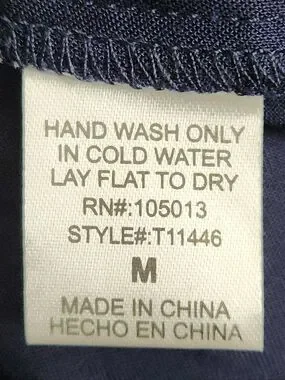 HAND WASH ONLY
IN COLD WATER
LAY FLAT TO DRY
RN#:105013
STYLE#:T11446
M
MADE IN CHINA
HECHO EN CHINA